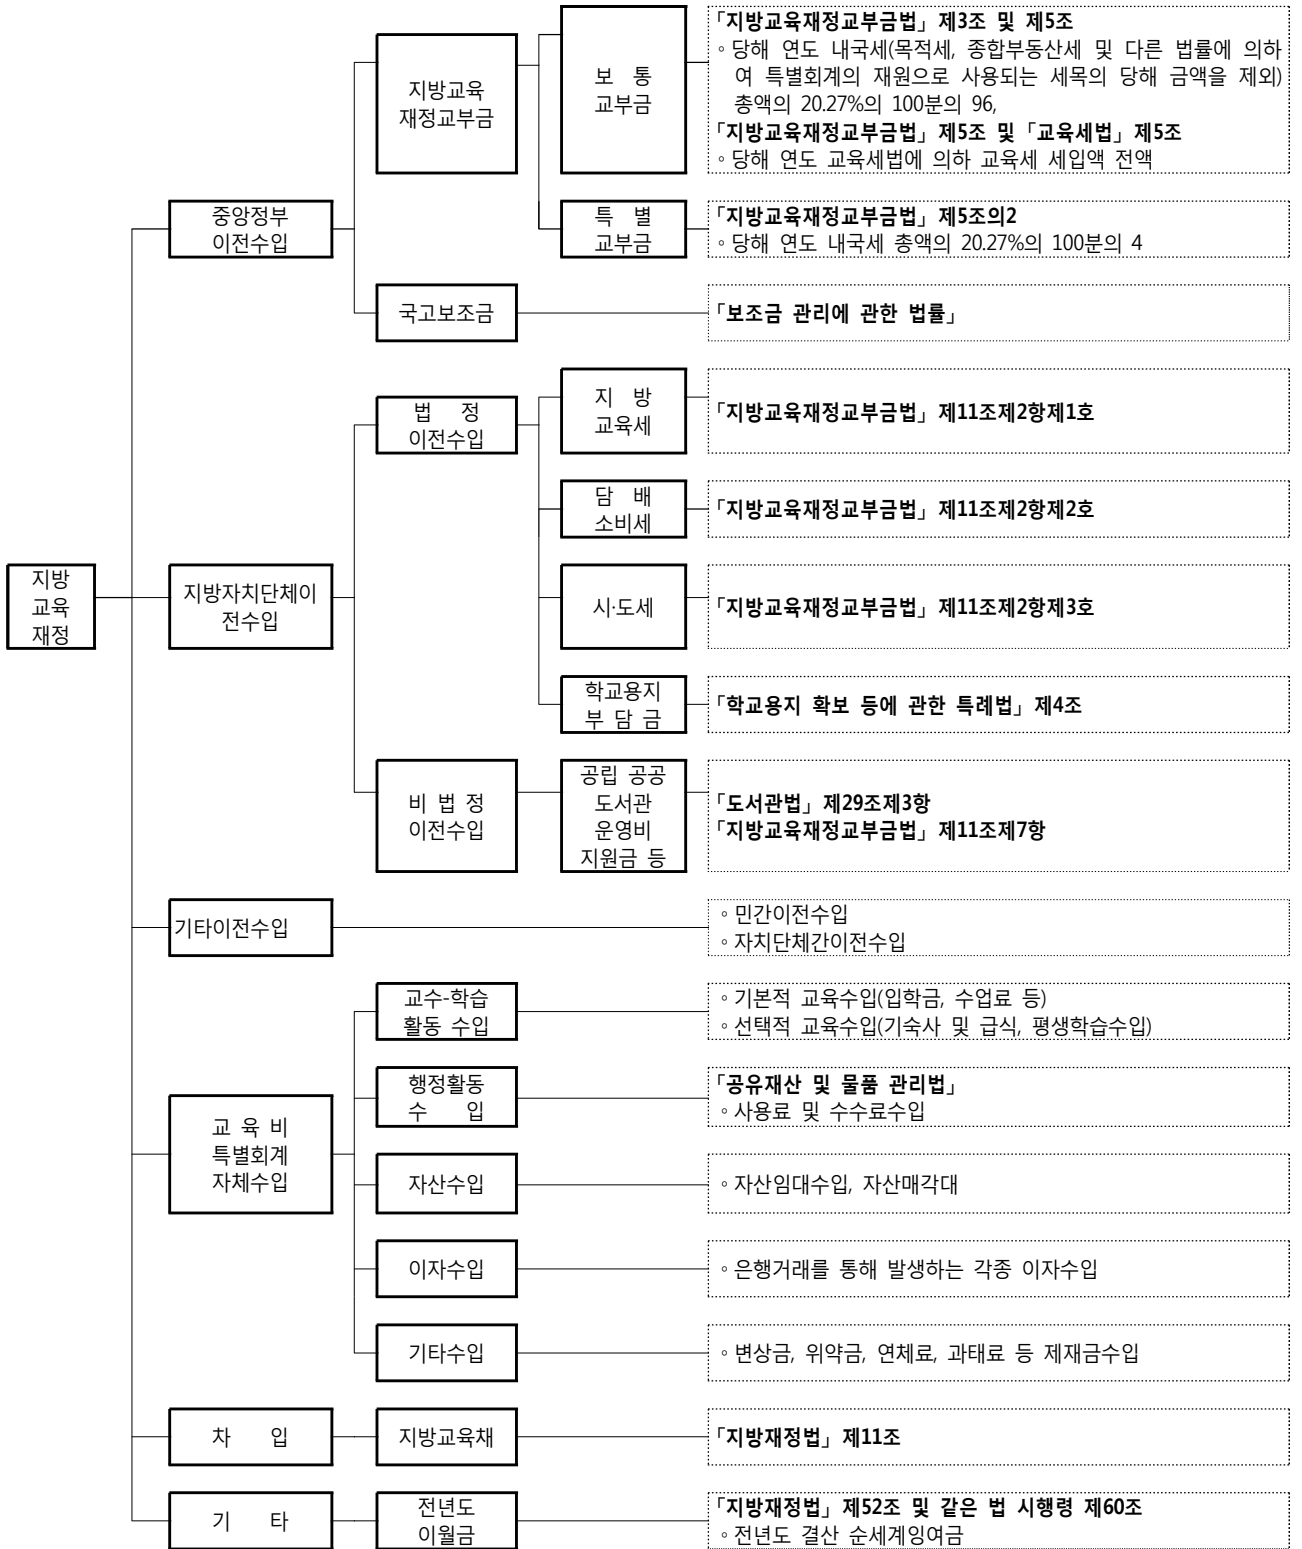 지방
교육
재정
중앙정부
이전수입
지방교육
재정교부금
보 통
교부금
「지방교육재정교부금법」 제3조 및 제5조
◦당해 연도 내국세(목적세, 종합부동산세 및 다른 법률에 의하
여 특별회계의 재원으로 사용되는 세목의 당해 금액을 제외)
총액의 20.27%의 100분의 96,
「지방교육재정교부금법」 제5조 및「교육세법」제5조
◦당해 연도 교육세법에 의하 교육세 세입액 전액
특 별
교부금
「지방교육재정교부금법」 제5조의2
◦당해 연도 내국세 총액의 20.27%의 100분의 4
국고보조금
「보조금 관리에 관한 법률」
지방자치단체이
전수입
법 정
이전수입
지 방
교육세
「지방교육재정교부금법」 제11조제2항제1호
담 배
소비세
「지방교육재정교부금법」 제11조제2항제2호
시·도세
「지방교육재정교부금법」 제11조제2항제3호
학교용지
부 담 금
「학교용지 확보 등에 관한 특례법」 제4조
비 법 정
이전수입
공립 공공
도서관
운영비
지원금 등
「도서관법」 제29조제3항
「지방교육재정교부금법」 제11조제7항
기타이전수입
◦민간이전수입
◦자치단체간이전수입
교 육 비
특별회계
자체수입
교수-학습
활동 수입
◦기본적 교육수입(입학금, 수업료 등)
◦선택적 교육수입(기숙사 및 급식, 평생학습수입)
행정활동
수 입
「공유재산 및 물품 관리법」
◦사용료 및 수수료수입
자산수입
◦자산임대수입, 자산매각대
이자수입
◦은행거래를 통해 발생하는 각종 이자수입
기타수입
◦변상금, 위약금, 연체료, 과태료 등 제재금수입
차 입
지방교육채
「지방재정법」 제11조
기 타
전년도
이월금
「지방재정법」 제52조 및 같은 법 시행령 제60조
◦전년도 결산 순세계잉여금